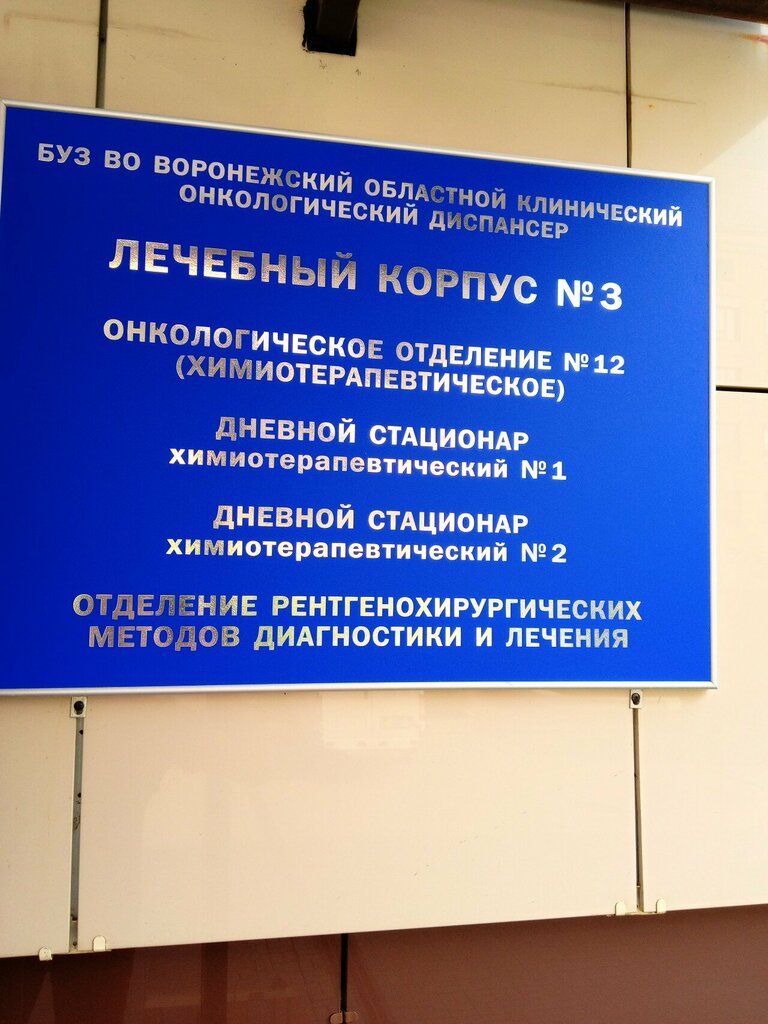 БУЗ ВО ВОРОНЕЖСКИЙ ОБЛАСТНОЙ КЛИНИЧЕСКИЙ
ОНКОЛОГИЧЕСКИЙ ДИСПАНСЕР
ЛЕЧЕБНЫЙ КОРПУС №3
ОНКОЛОГИЧЕСКОЕ ОТДЕЛЕНИЕ №12
(ХИМИОТЕРАПЕВТИЧЕСКОЕ)
ДНЕВНОЙ СТАЦИОНАР
химиотерапевтический №1
ДНЕВНОЙ СТАЦИОНАР
химиотерапевтический №2
ОТДЕЛЕНИЕ РЕНТГЕНОХИРУРГИЧЕСКИХ
МЕТОДОВ ДИАГНОСТИКИ И ЛЕЧЕНИЯ